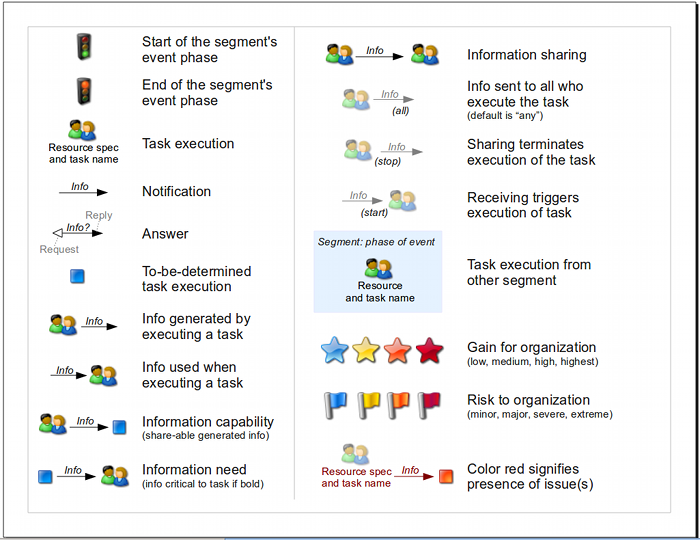 Start of the segment's
event phase
End of the segment's
event phase
Resource spec
and task name
Task execution
Info
Notification
Reply
Info?
Request
Answer
To-be-determined
task execution
Info
Info generated by
executing a task
Info
Info used when
executing a task
Info
Information capability
(share-able generated info)
Info
Information need
(info critical to task if bold)
Info
Information sharing
Info
(all)
Info sent to all who
execute the task
(default is “any”)
Info
(stop)
Sharing terminates
execution of the task
Info
(start)
Receiving triggers
execution of task
Segment: phase of event
Resource
and task name
Task execution from
other segment
Gain for organization
(low, medium, high, highest)
Risk to organization
(minor, major, severe, extreme)
Resource spec
and task name
Info
Color red signifies
presence of issue(s)